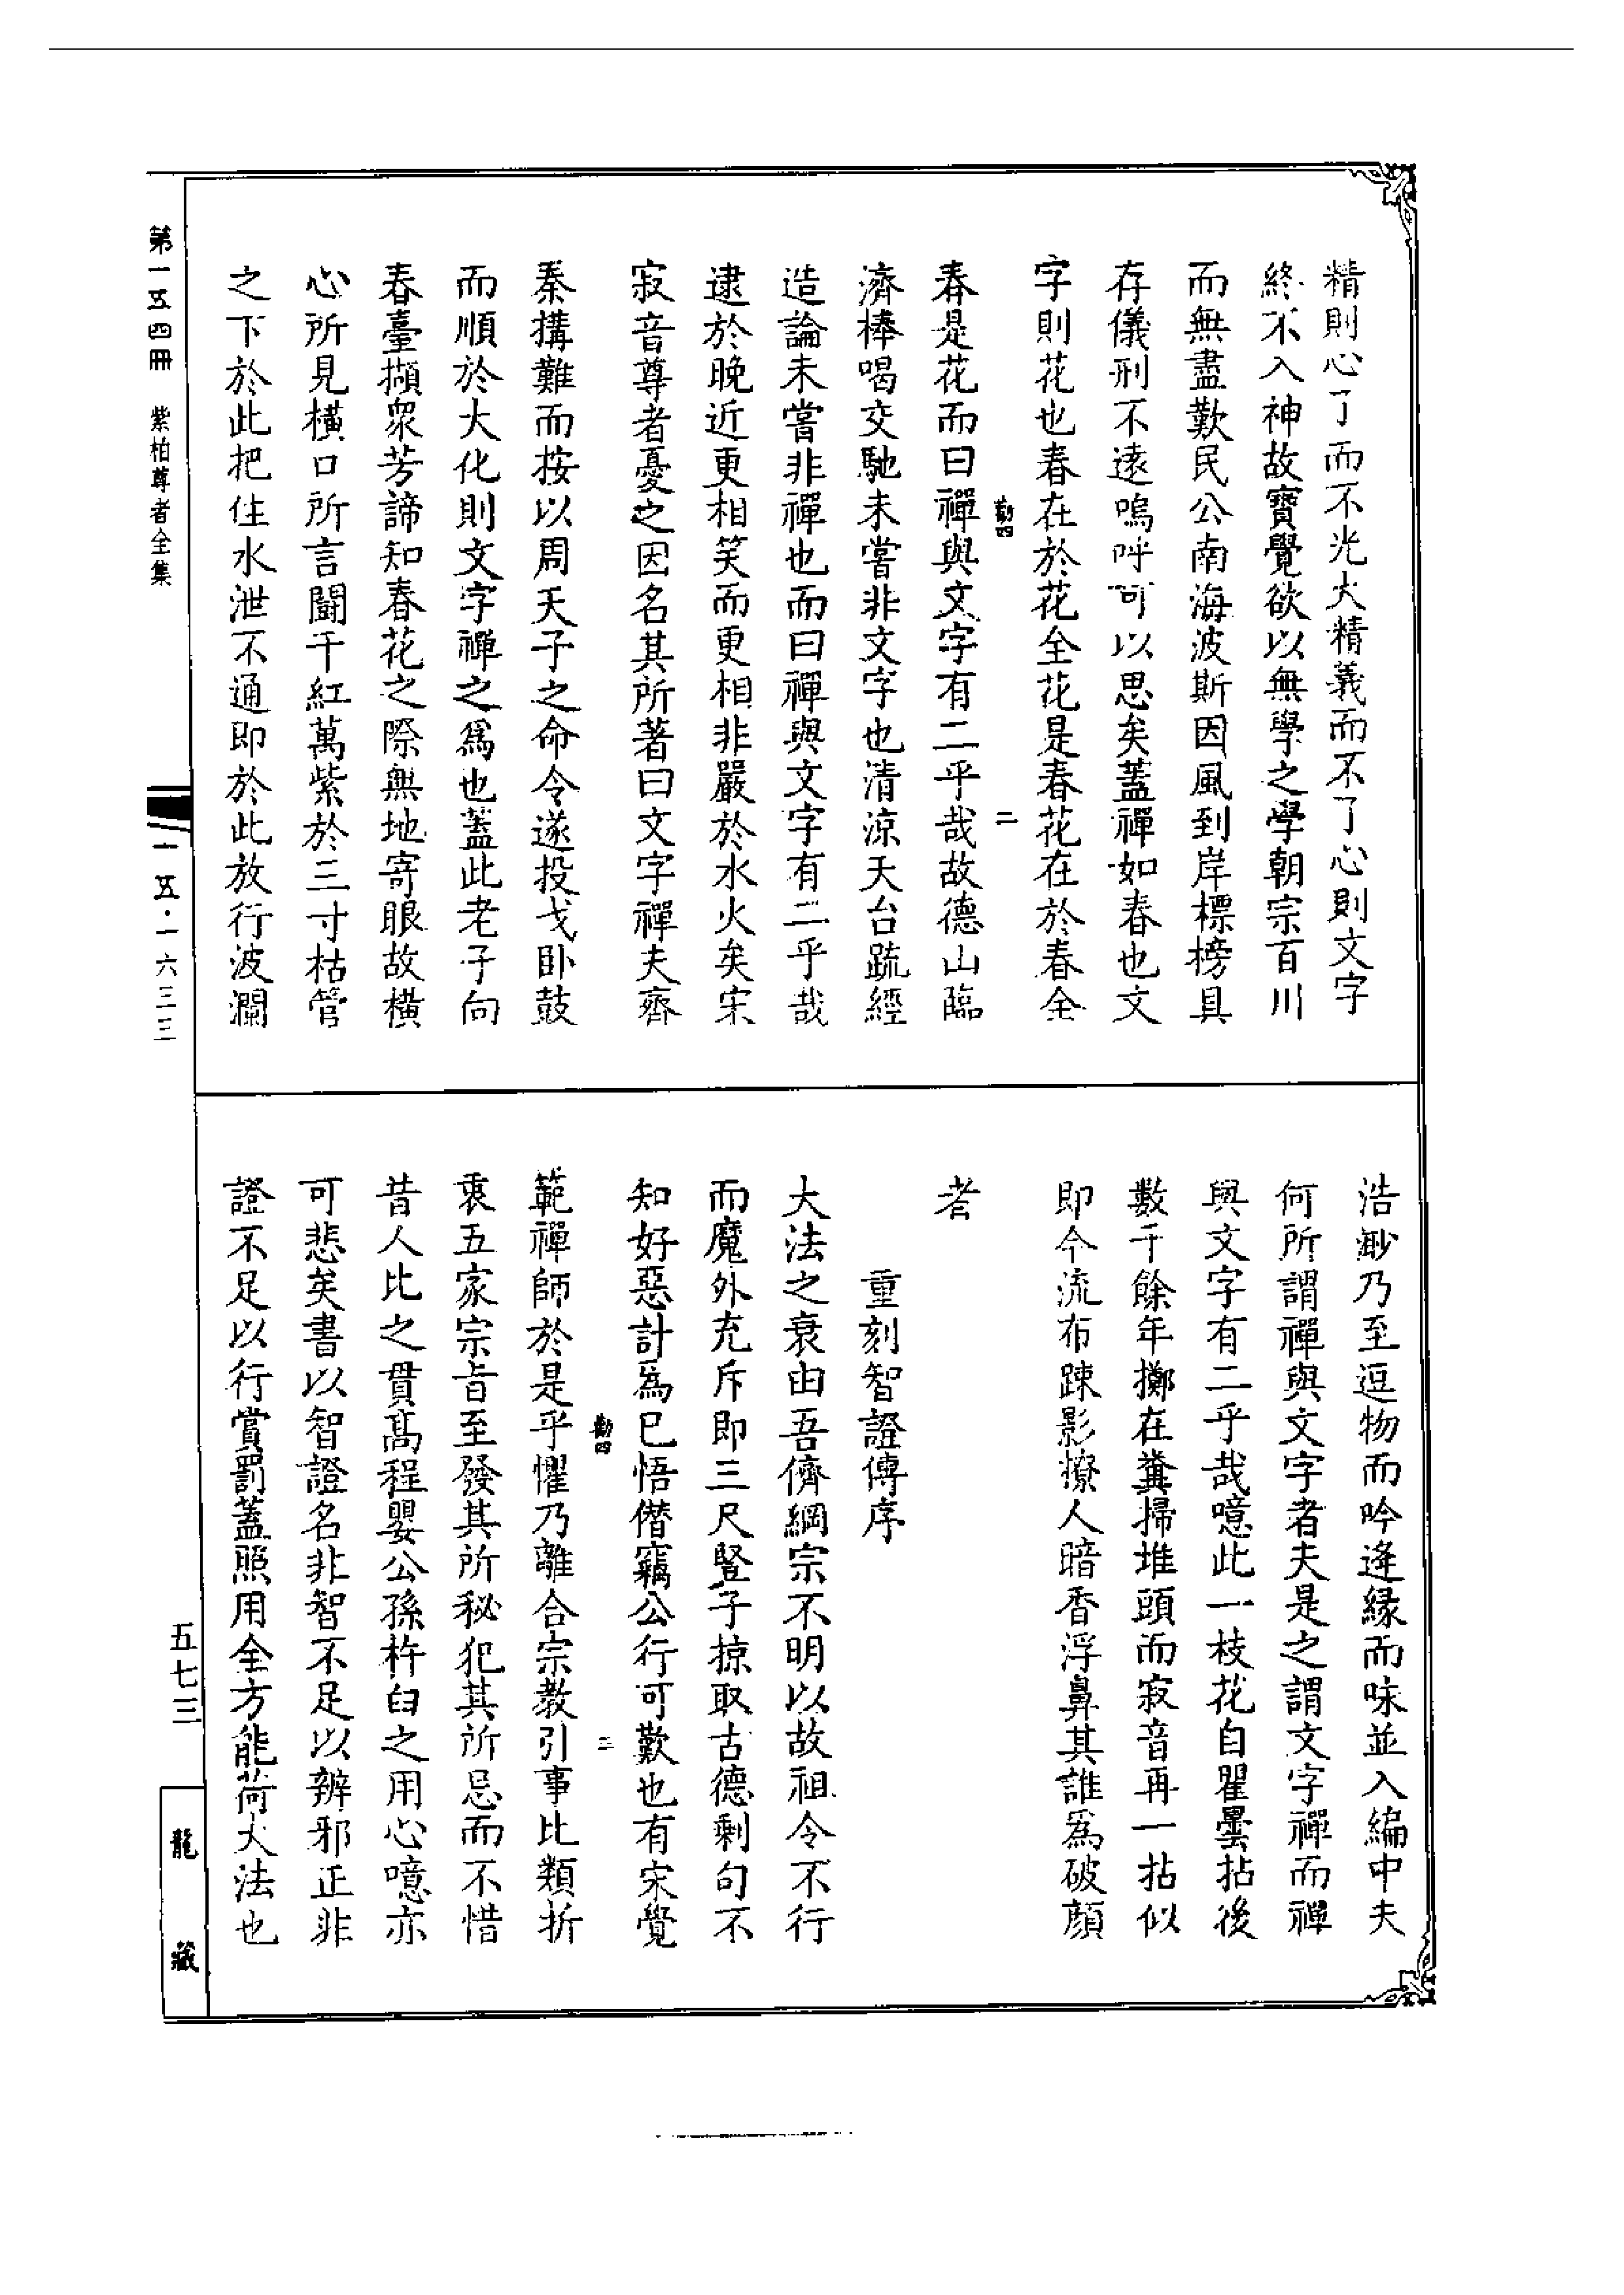 精則心了而不光大精義而不了心則文字
終不入神故寶覺欲以無學之學朝宗百川
而無盡歎民公南海波斯因風到岸標榜具
存儀刑不遠嗚呼可以思矣蓋禪如春也文
字則花也春在於花全花是春花在於春全
春是花而曰禪與文字有二乎哉故德山臨
濟棒喝交馳未嘗非文字也清涼天台疏經
造論未嘗非禪也而曰禪與文字有二乎哉
逮於晚近更相笑而更相非嚴於水火矣宋
寂音尊者憂之因名其所著曰文字禪夫齊
秦搆難而按以周天子之命令遂投戈臥鼓
而順於大化則文字禪之為也蓋此老子向
春臺擷眾芳諦知春花之際無地寄眼故橫
心所見橫口所言鬪千紅萬紫於三寸枯管
之下於此把住水泄不通即於此放行波瀾
勸四
二
浩渺乃至逗物而吟逢緣而味並入編中夫
何所謂禪與文字者夫是之謂文字禪而禪
與文字有二乎哉噫此一枝花自瞿曇拈後
數千餘年擲在糞掃堆頭而寂音再一拈似
即今流布疎影撩人暗香浮鼻其誰為破顏
者
重刻智證傳序
大法之衰由吾儕綱宗不明以故祖令不行
而魔外充斥即三尺豎子掠取古德剩句不
知好惡計為已悟僭竊公行可歎也有宋覺
範禪師於是乎懼乃離合宗教引事比類折
衷五家宗旨至發其所秘犯其所忌而不惜
昔人比之貫高程嬰公孫杵臼之用心噫亦
可悲矣書以智證名非智不足以辨邪正非
證不足以行賞罰蓋照用全方能荷大法也
勸四
三
第一五四冊 紫柏尊者全集
一五·一六三三
五七三
龍藏